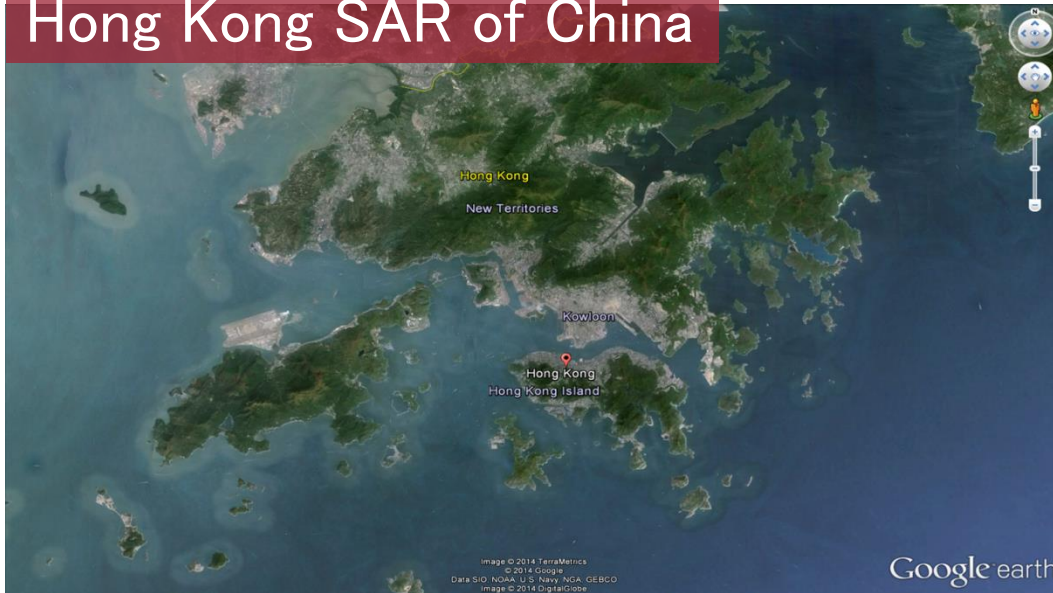 Hong Kong SAR of China
N
Hong Kong
New Territories
Kowloon
Hong Kong
Hong Kong Island
Image © 2014 TerraMetrics
© 2014 Google
Data SIO, NOAA, U.S. Navy, NGA, GEBCO
Image © 2014 DigitalGlobe
Google earth